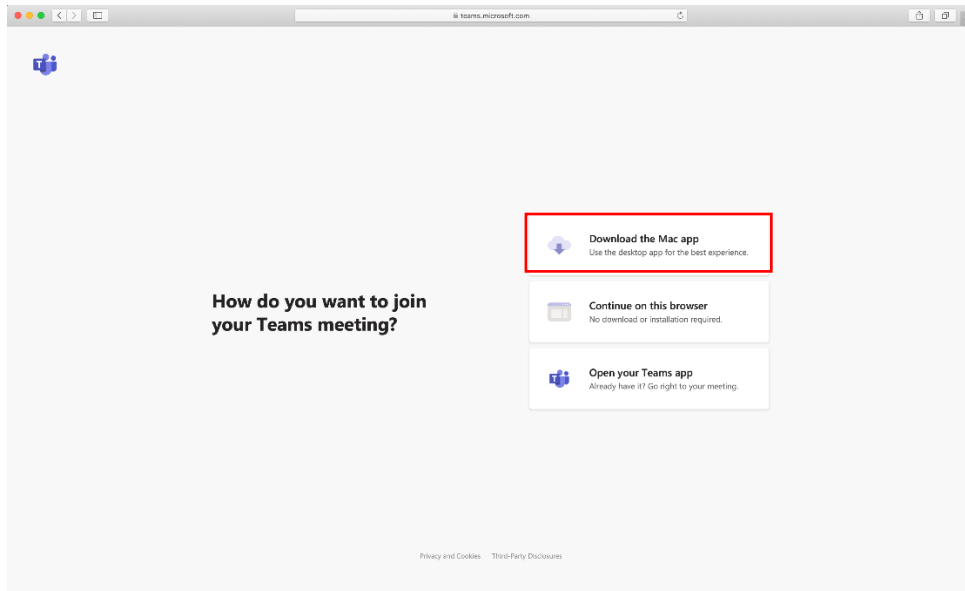 teams.microsoft.com
Download the Mac app
Use the desktop app for the best experience.
How do you want to join
your Teams meeting?
Continue on this browser
No download or installation required.
Open your Teams app
Already have it? Go right to your meeting.
Privacy and Cookies Third-Party Disclosures